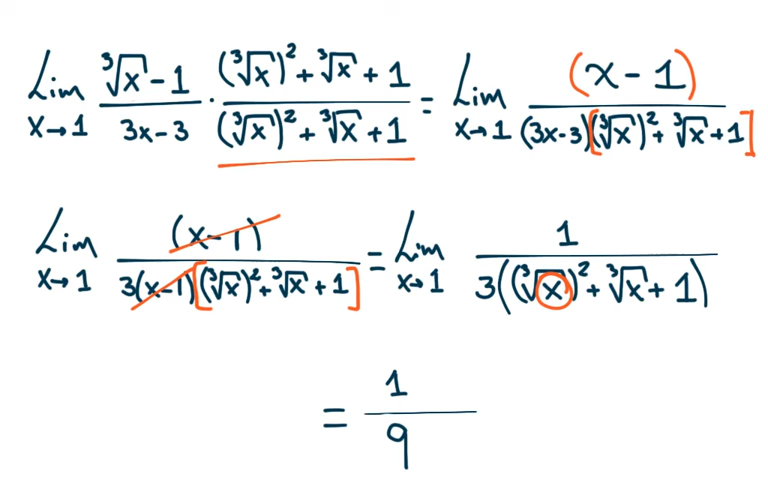 Lim x→1 (∛x - 1)/(3x - 3) · ((∛x)² + ∛x + 1)/((∛x)² + ∛x + 1) = Lim x→1 (x - 1)/((3x - 3)[(∛x)² + ∛x + 1])
Lim x→1 (x - 1)/(3(x - 1)[(∛x)² + ∛x + 1]) = Lim x→1 1/(3((∛x)² + ∛x + 1))
= 1/9